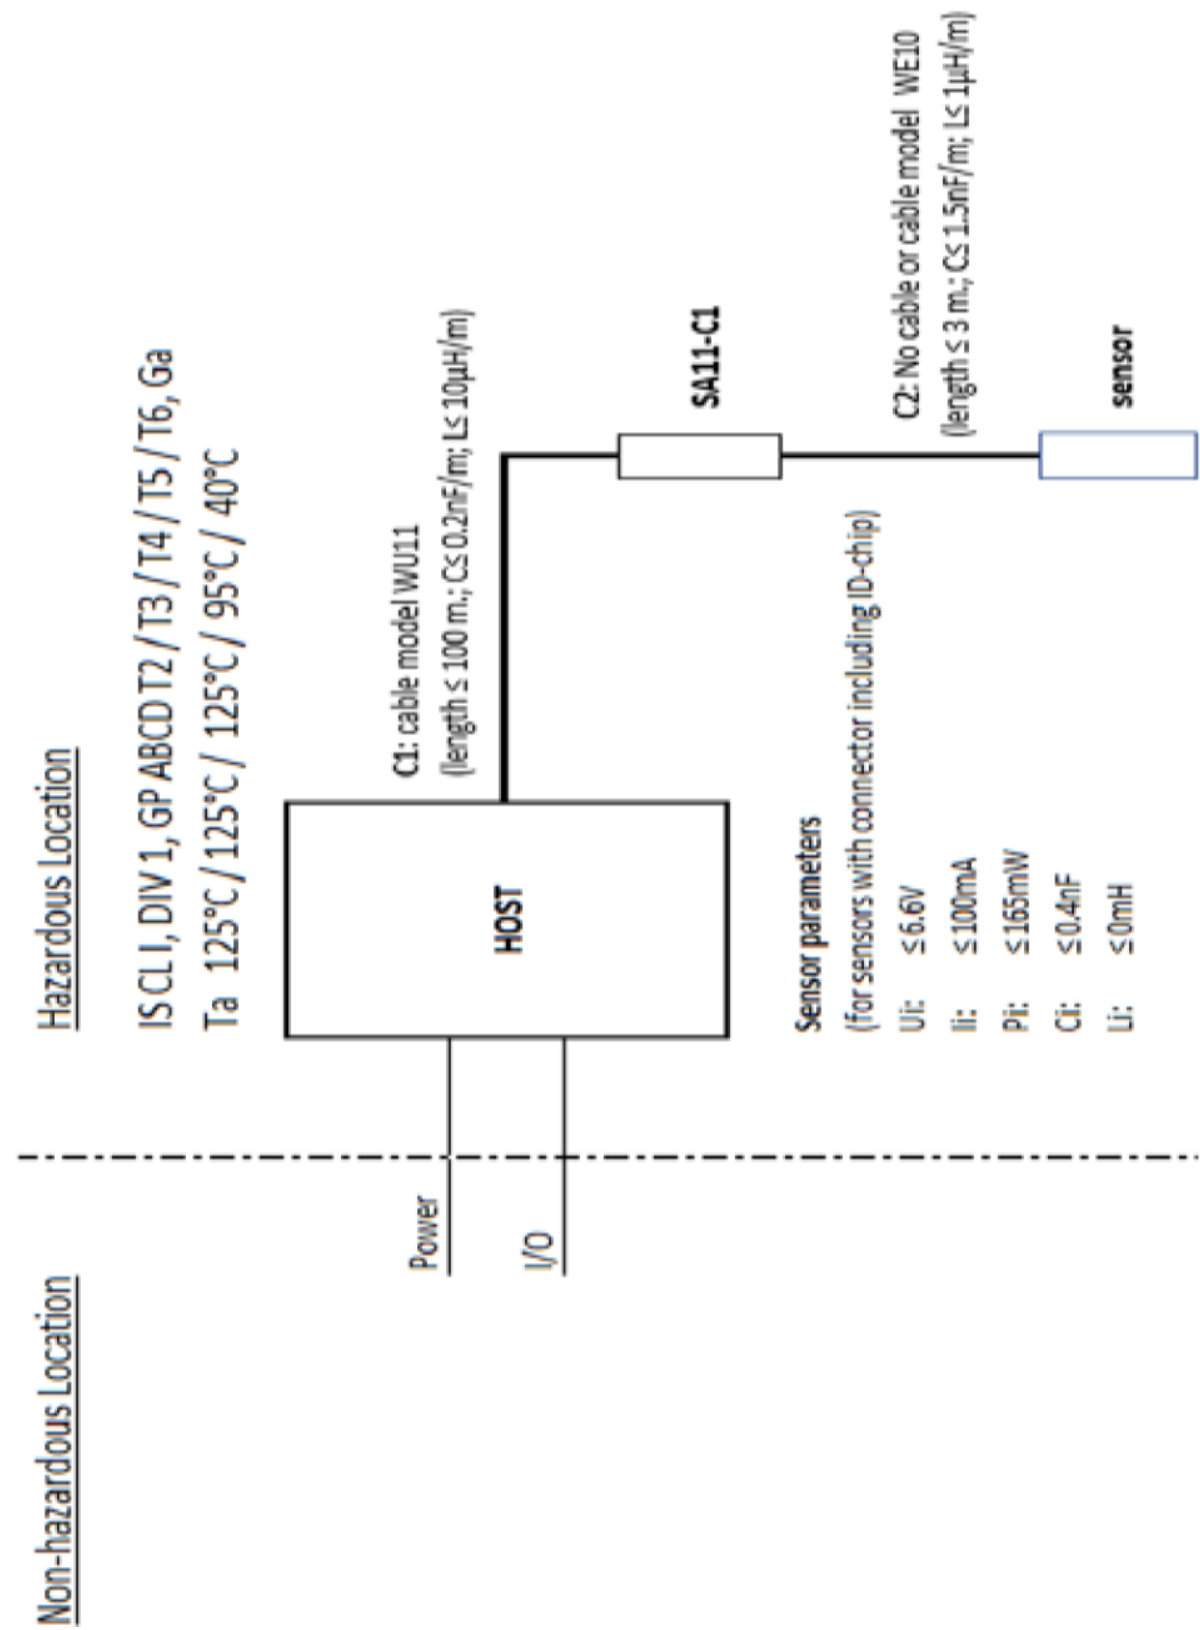 Non-hazardous Location
Hazardous Location
IS CL I, DIV 1, GP ABCD T2 / T3 / T4 / T5 / T6, Ga
Ta 125°C / 125°C / 125°C / 95°C / 40°C
Power
I/O
HOST
C1: cable model WU11
(length ≤ 100 m.; C≤ 0.2nF/m; L≤ 10µH/m)
SA11-C1
C2: No cable or cable model WE10
(length ≤ 3 m.; C≤ 1.5nF/m; L≤ 1µH/m)
sensor
Sensor parameters
(for sensors with connector including ID-chip)
Ui: ≤6.6V
Ii: ≤100mA
Pi: ≤165mW
Ci: ≤0.4nF
Li: ≤0mH